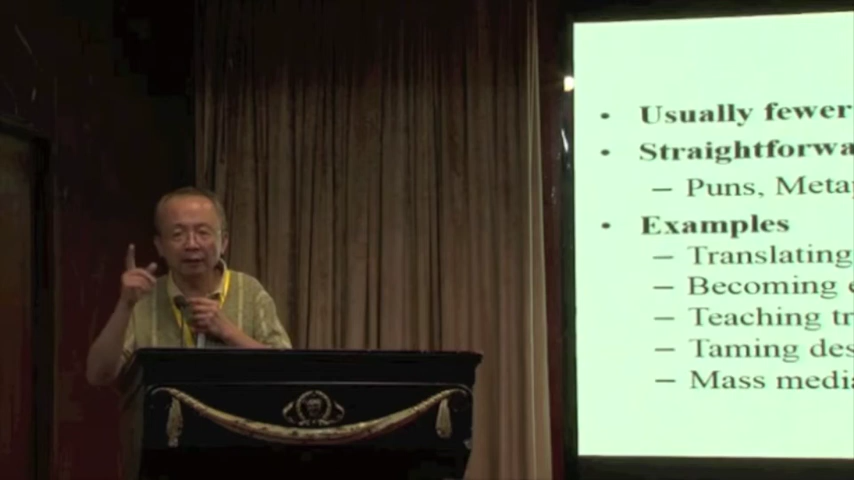 • Usually fewer
• Straightforwa
– Puns, Meta
• Examples
– Translating
– Becoming e
– Teaching tr
– Taming des
– Mass media